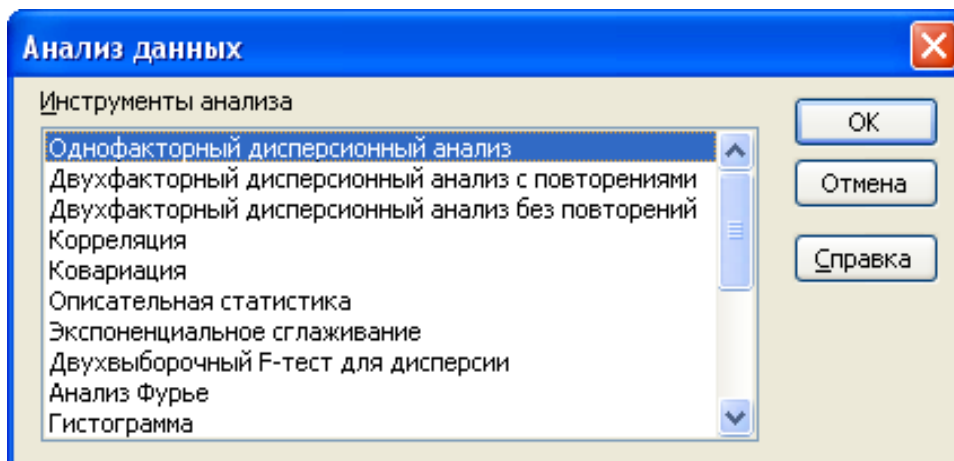 Анализ данных
Инструменты анализа
Однофакторный дисперсионный анализ
Двухфакторный дисперсионный анализ с повторениями
Двухфакторный дисперсионный анализ без повторений
Корреляция
Ковариация
Описательная статистика
Экспоненциальное сглаживание
Двухвыборочный F-тест для дисперсии
Анализ Фурье
Гистограмма
ОК
Отмена
Справка